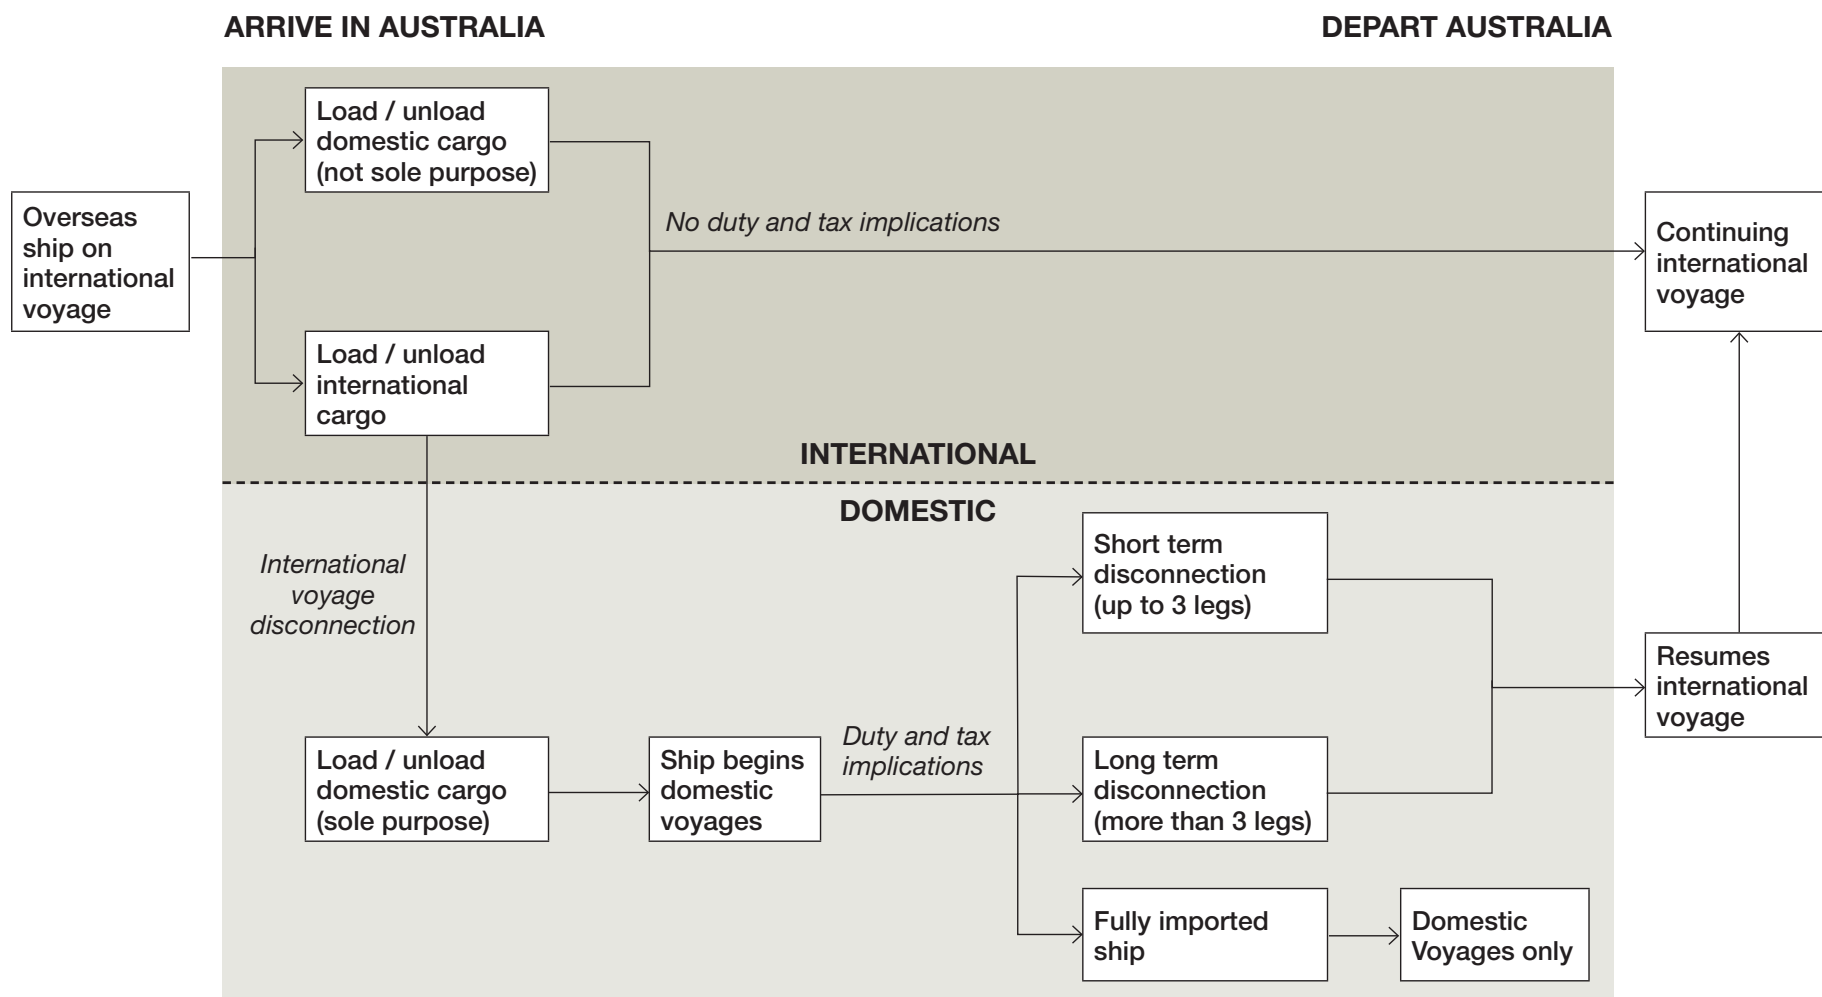 ARRIVE IN AUSTRALIA
DEPART AUSTRALIA
Load / unload
domestic cargo
(not sole purpose)
Overseas
ship on
international
voyage
No duty and tax implications
Continuing
international
voyage
Load / unload
international
cargo
INTERNATIONAL
DOMESTIC
International
voyage
disconnection
Short term
disconnection
(up to 3 legs)
Resumes
international
voyage
Load / unload
domestic cargo
(sole purpose)
Ship begins
domestic
voyages
Duty and tax
implications
Long term
disconnection
(more than 3 legs)
Fully imported
ship
Domestic
Voyages only